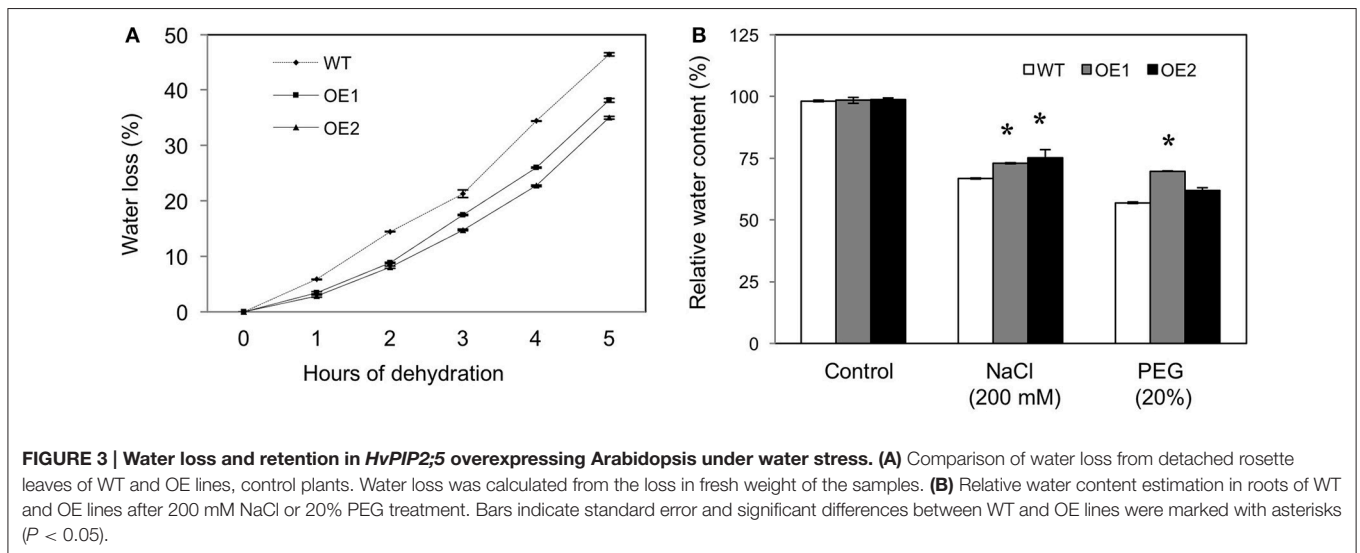 A
50
40
30
20
10
0
Water loss (%)
WT
OE1
OE2
0 1 2 3 4 5
Hours of dehydration
B
125
100
75
50
25
0
Relative water content (%)
WT OE1 OE2
* * *
Control NaCl PEG
(200 mM) (20%)
FIGURE 3 | Water loss and retention in HvPIP2;5 overexpressing Arabidopsis under water stress. (A) Comparison of water loss from detached rosette
leaves of WT and OE lines, control plants. Water loss was calculated from the loss in fresh weight of the samples. (B) Relative water content estimation in roots of WT
and OE lines after 200 mM NaCl or 20% PEG treatment. Bars indicate standard error and significant differences between WT and OE lines were marked with asterisks
(P < 0.05).